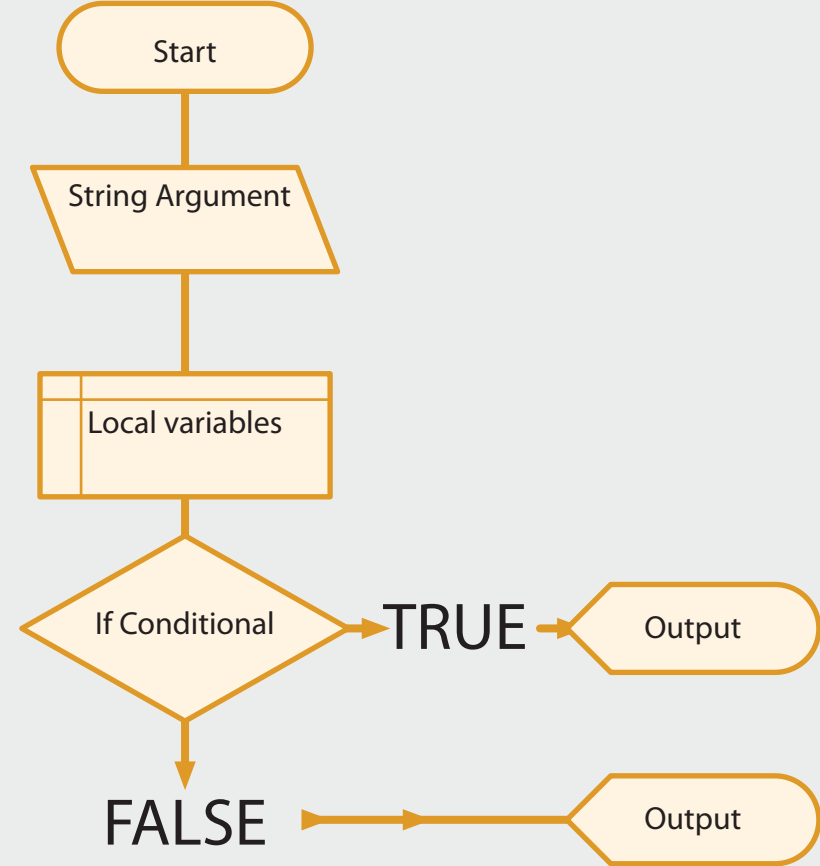 Start
String Argument
Local variables
If Conditional
TRUE
Output
FALSE
Output